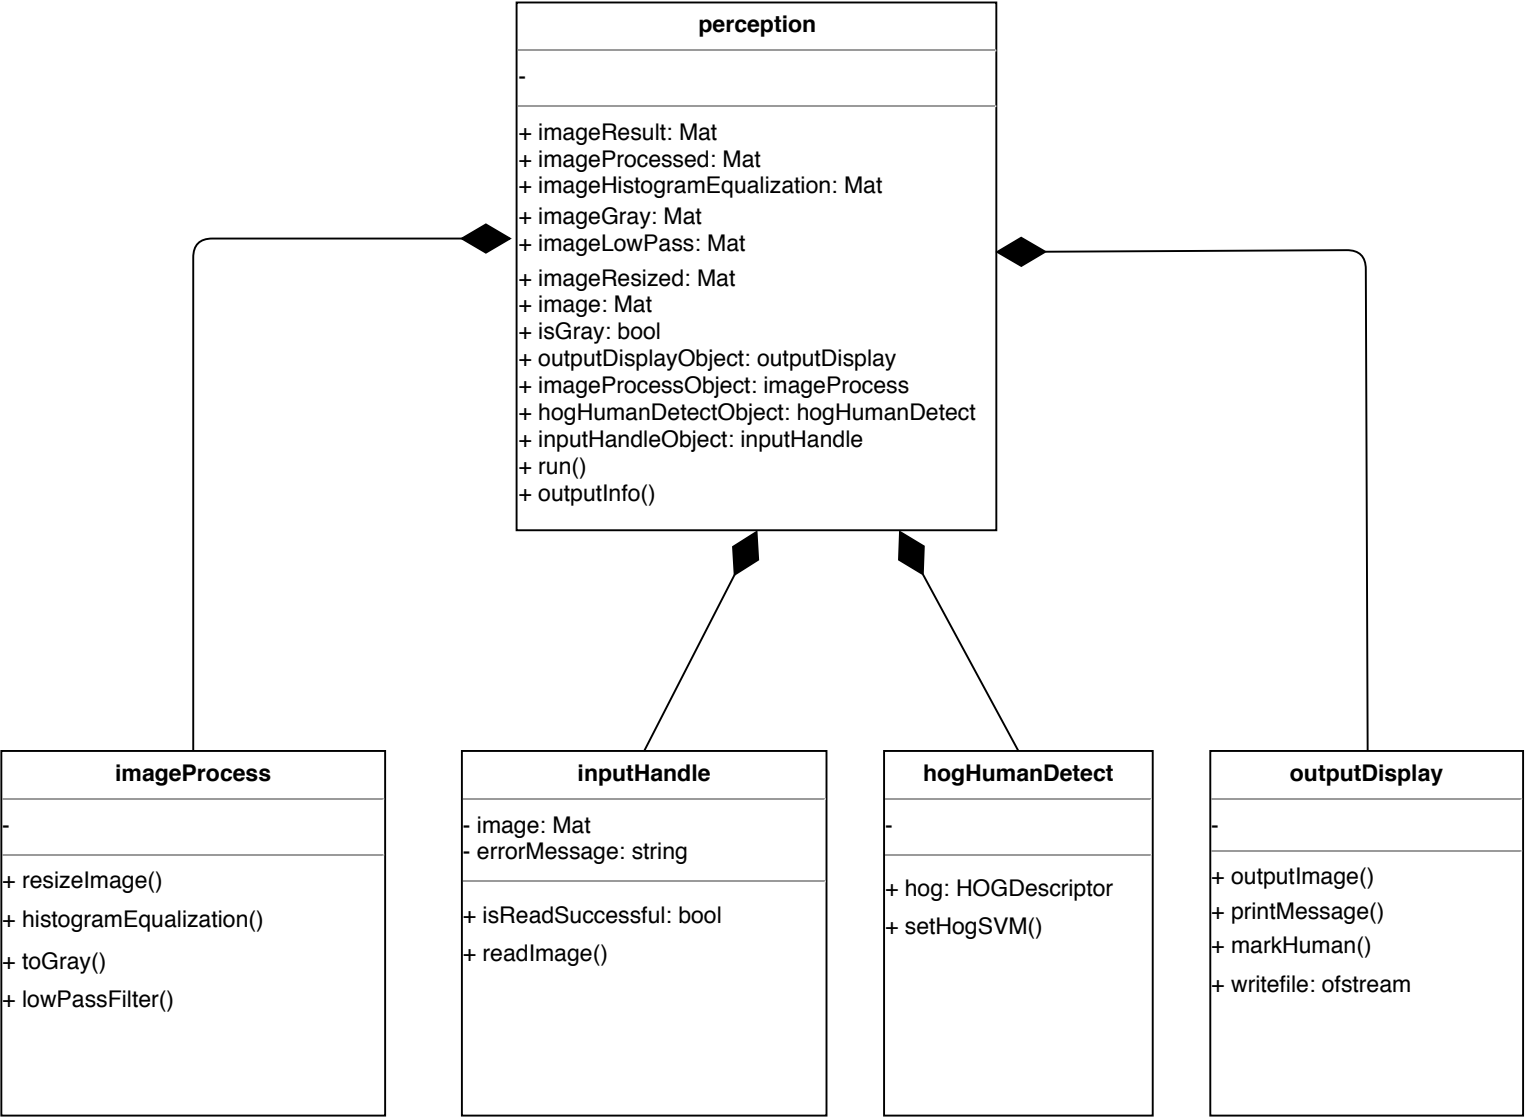 perception
-
+ imageResult: Mat
+ imageProcessed: Mat
+ imageHistogramEqualization: Mat
+ imageGray: Mat
+ imageLowPass: Mat
+ imageResized: Mat
+ image: Mat
+ isGray: bool
+ outputDisplayObject: outputDisplay
+ imageProcessObject: imageProcess
+ hogHumanDetectObject: hogHumanDetect
+ inputHandleObject: inputHandle
+ run()
+ outputInfo()
imageProcess
-
+ resizeImage()
+ histogramEqualization()
+ toGray()
+ lowPassFilter()
inputHandle
- image: Mat
- errorMessage: string
+ isReadSuccessful: bool
+ readImage()
hogHumanDetect
-
+ hog: HOGDescriptor
+ setHogSVM()
outputDisplay
-
+ outputImage()
+ printMessage()
+ markHuman()
+ writefile: ofstream